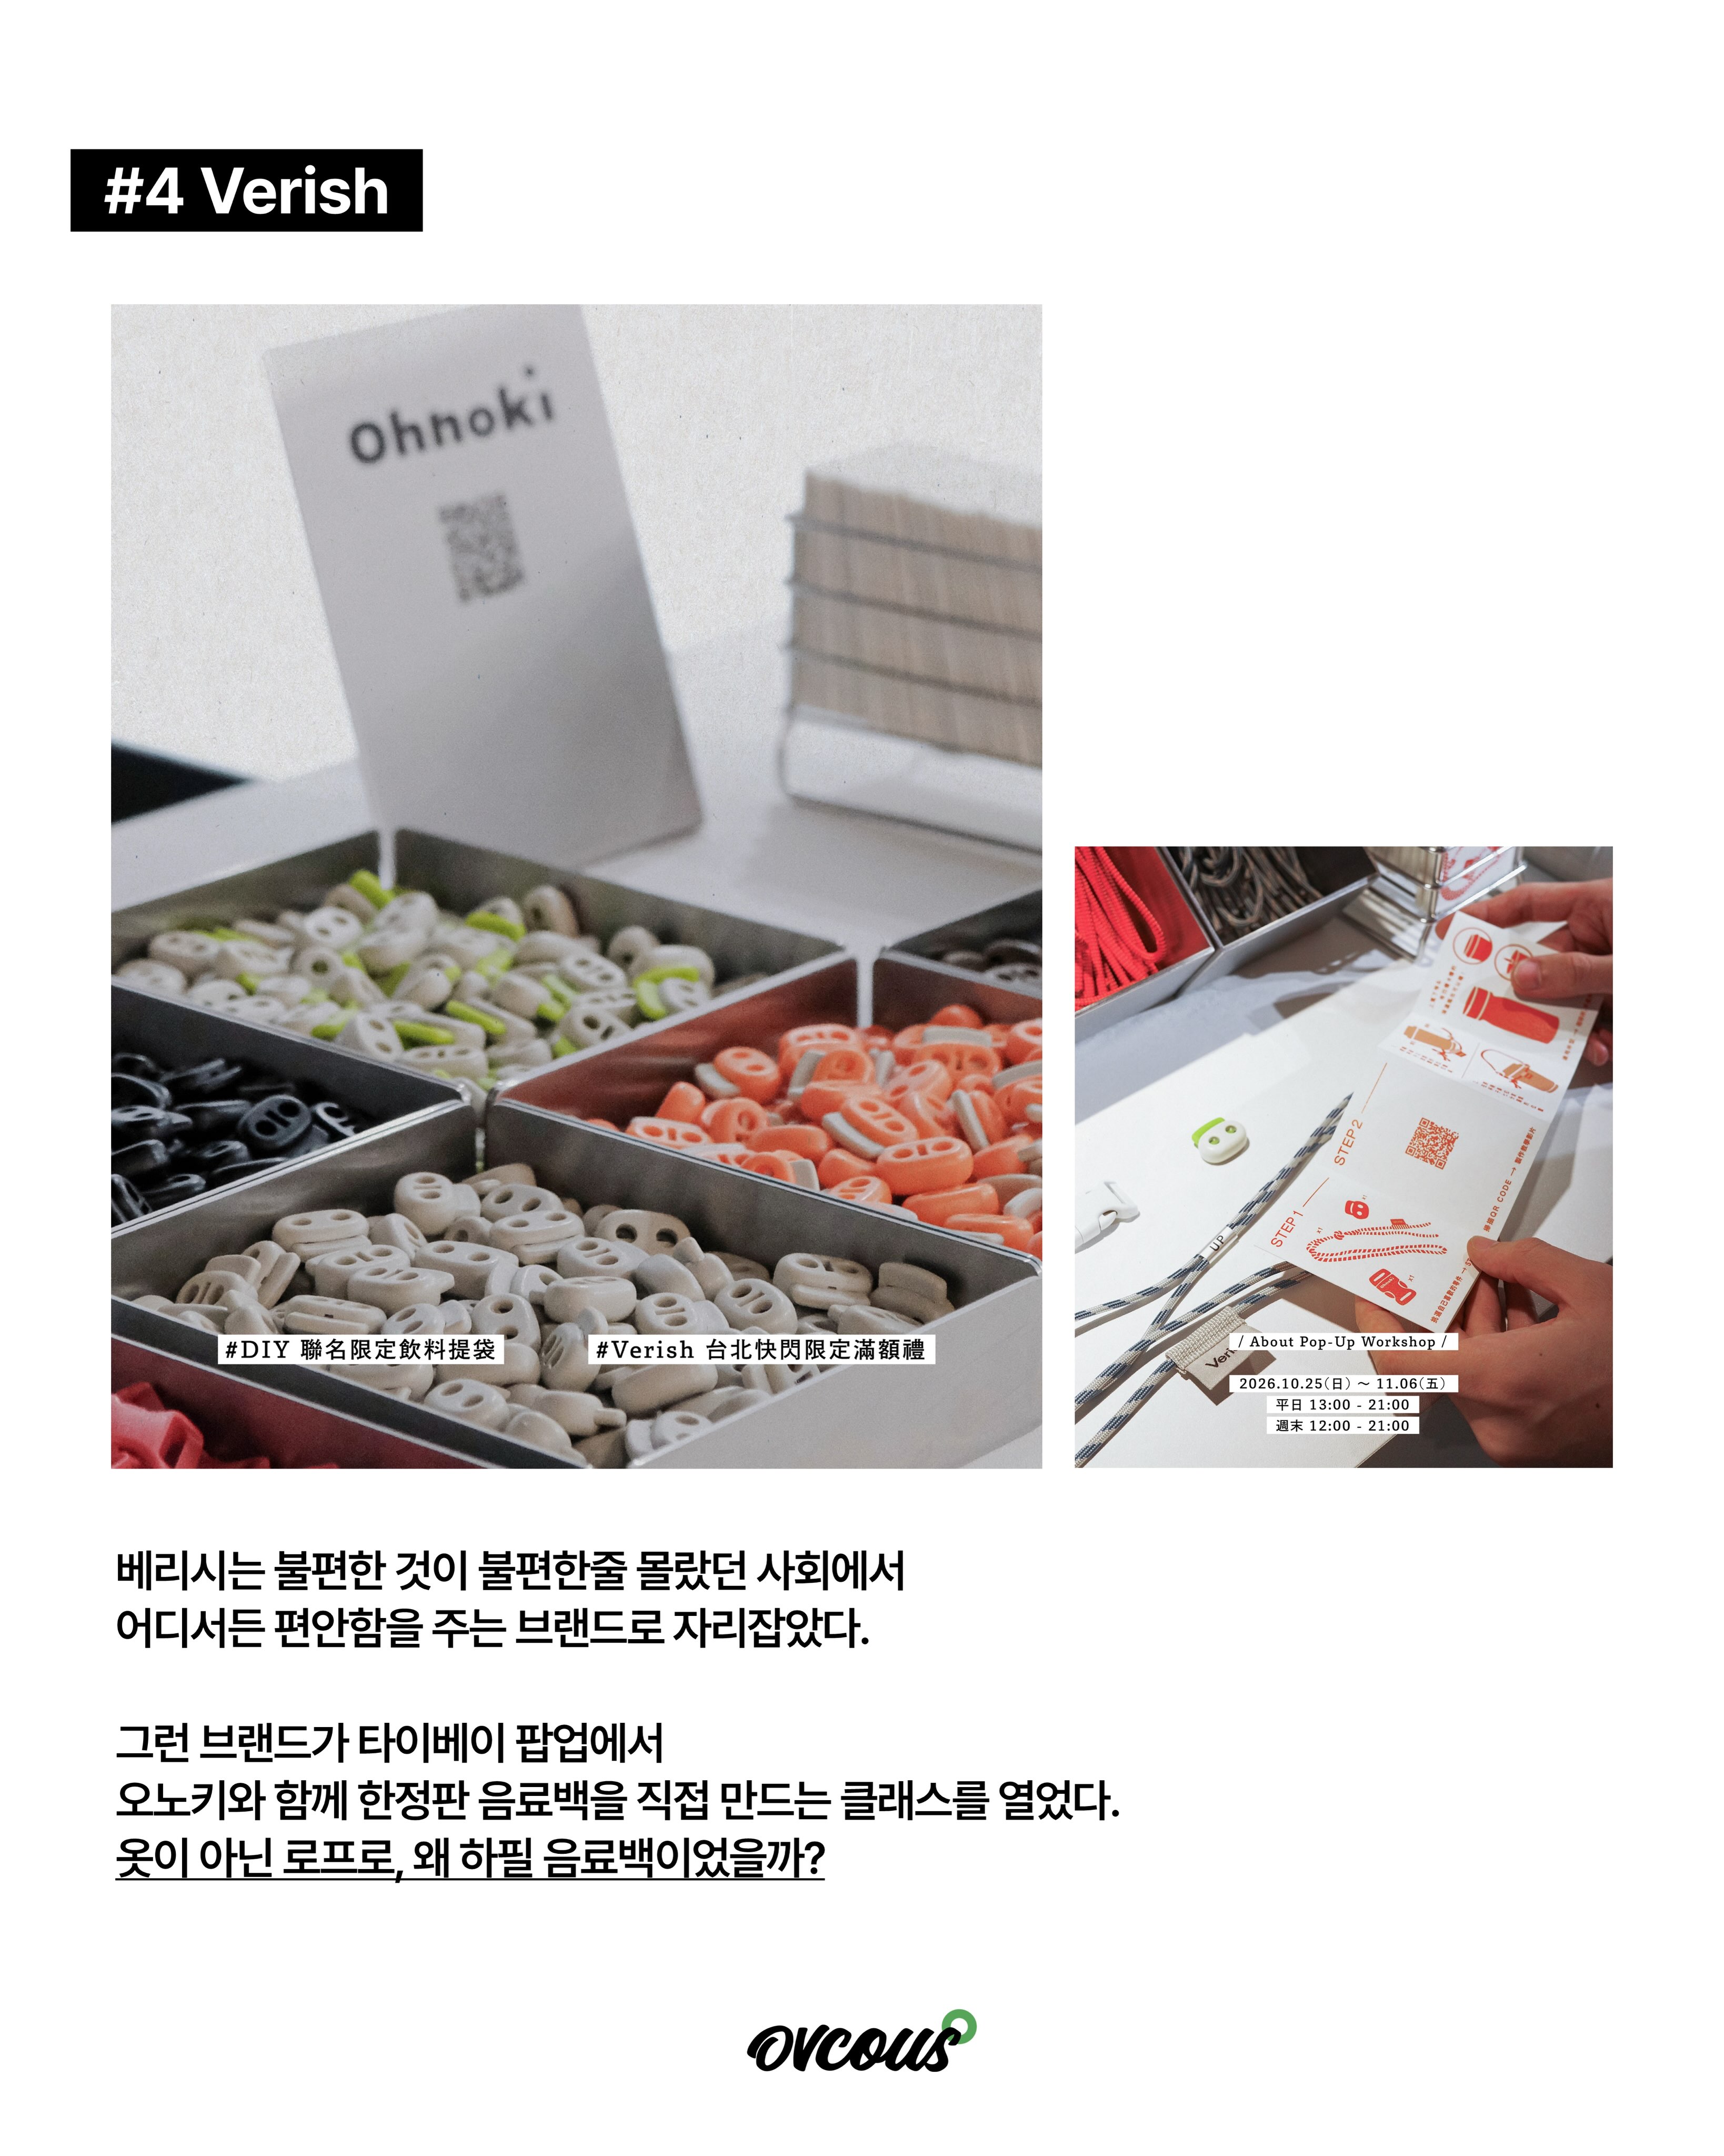 #4 Verish
Ohnoki
#DIY 聯名限定飲料提袋
#Verish 台北快閃限定滿額禮
STEP 2
STEP 1
UP
/ About Pop-Up Workshop /
2026.10.25(日) ～ 11.06(五)
平日 13:00 - 21:00
週末 12:00 - 21:00
베리시는 불편한 것이 불편한줄 몰랐던 사회에서
어디서든 편안함을 주는 브랜드로 자리잡았다.
그런 브랜드가 타이베이 팝업에서
오노키와 함께 한정판 음료백을 직접 만드는 클래스를 열었다.
옷이 아닌 로프로, 왜 하필 음료백이었을까?
ovcous